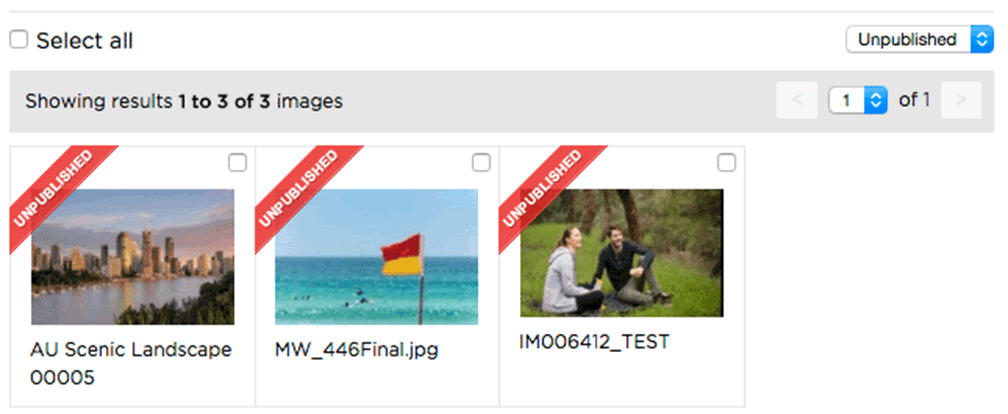 Select all
Unpublished
Showing results 1 to 3 of 3 images
< 1 of 1 >
UNPUBLISHED
UNPUBLISHED
UNPUBLISHED
AU Scenic Landscape
00005
MW_446Final.jpg
IM006412_TEST